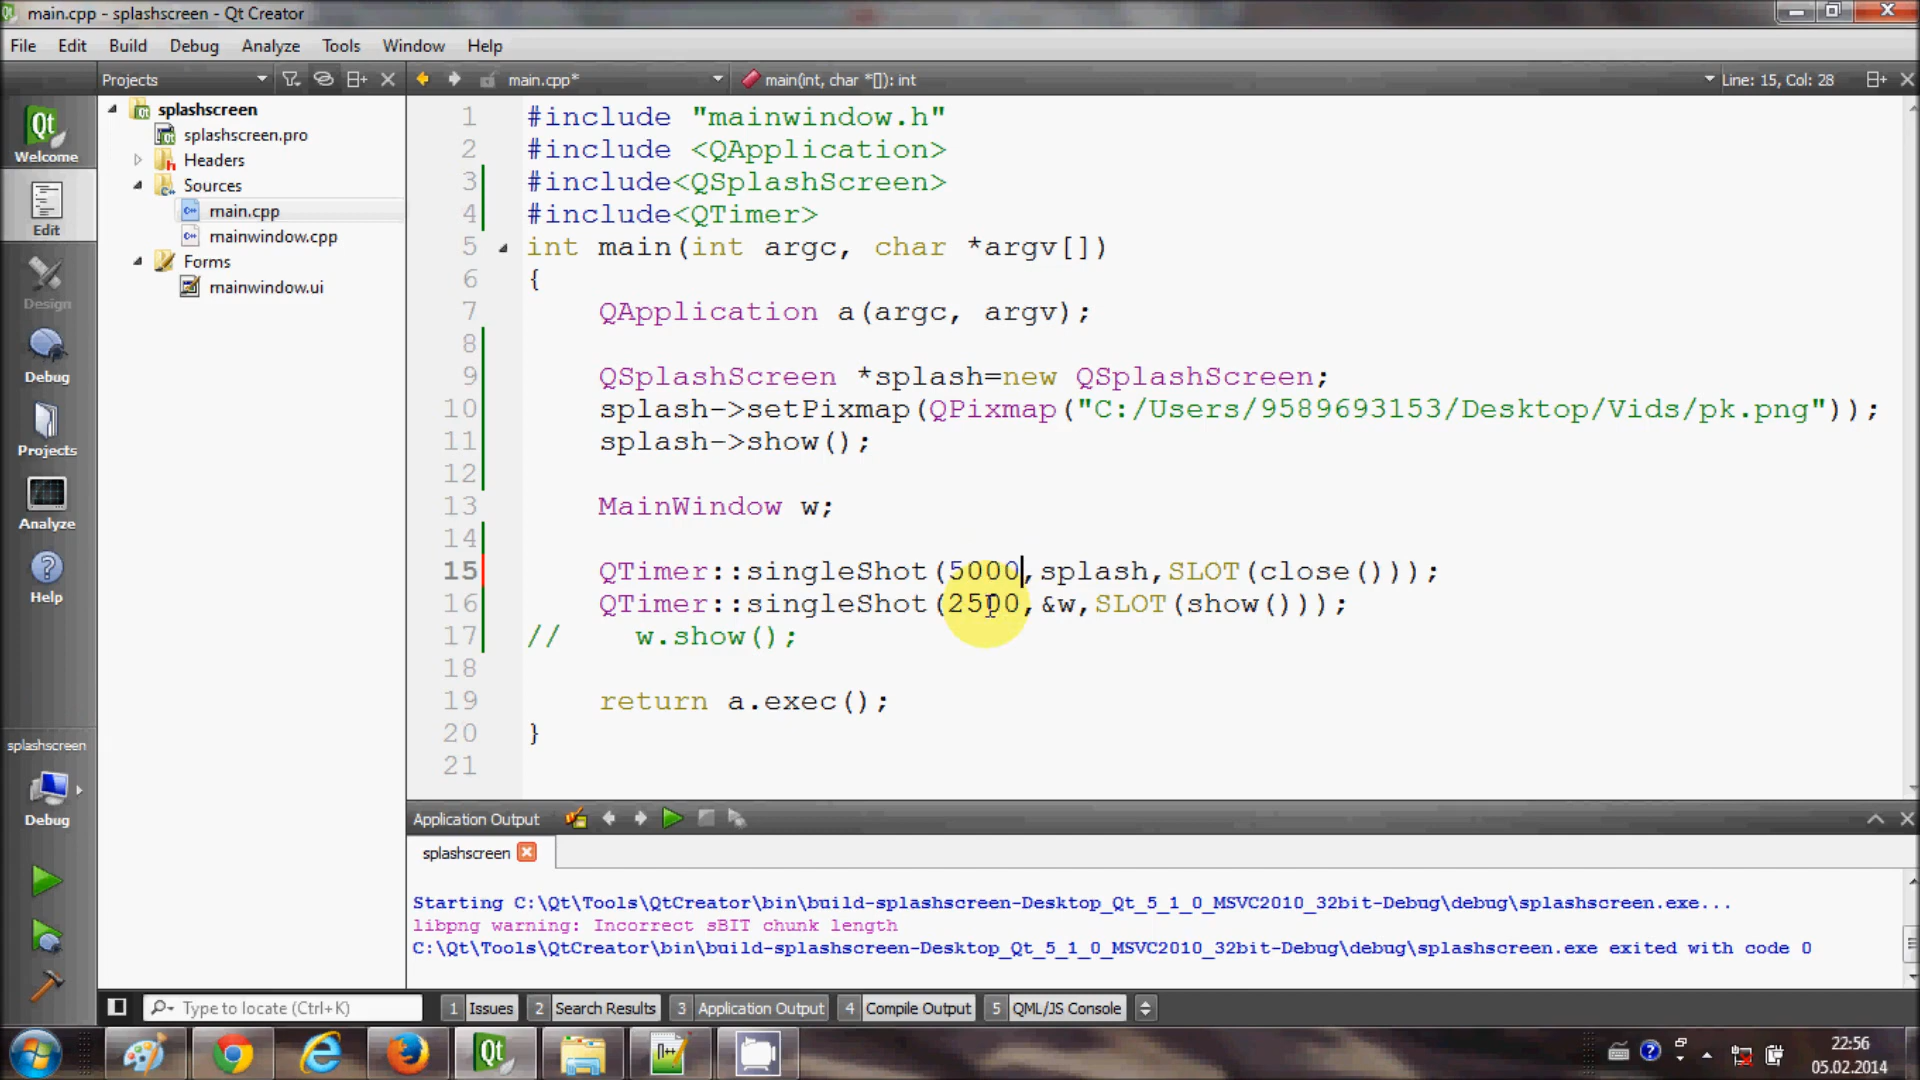 main.cpp - splashscreen - Qt Creator
File Edit Build Debug Analyze Tools Window Help
Projects main.cpp* main(int, char *[]): int Line: 15, Col: 28
Welcome
Edit
Design
Debug
Projects
Analyze
Help
splashscreen
Debug
splashscreen
splashscreen.pro
Headers
Sources
main.cpp
mainwindow.cpp
Forms
mainwindow.ui
1 #include "mainwindow.h"
2 #include <QApplication>
3 #include<QSplashScreen>
4 #include<QTimer>
5 int main(int argc, char *argv[])
6 {
7 QApplication a(argc, argv);
8
9 QSplashScreen *splash=new QSplashScreen;
10 splash->setPixmap(QPixmap("C:/Users/9589693153/Desktop/Vids/pk.png"));
11 splash->show();
12
13 MainWindow w;
14
15 QTimer::singleShot(5000,splash,SLOT(close()));
16 QTimer::singleShot(2500,&w,SLOT(show()));
17 // w.show();
18
19 return a.exec();
20 }
21
Application Output
splashscreen
Starting C:\Qt\Tools\QtCreator\bin\build-splashscreen-Desktop_Qt_5_1_0_MSVC2010_32bit-Debug\debug\splashscreen.exe...
libpng warning: Incorrect sBIT chunk length
C:\Qt\Tools\QtCreator\bin\build-splashscreen-Desktop_Qt_5_1_0_MSVC2010_32bit-Debug\debug\splashscreen.exe exited with code 0
Type to locate (Ctrl+K) 1 Issues 2 Search Results 3 Application Output 4 Compile Output 5 QML/JS Console
22:56
05.02.2014